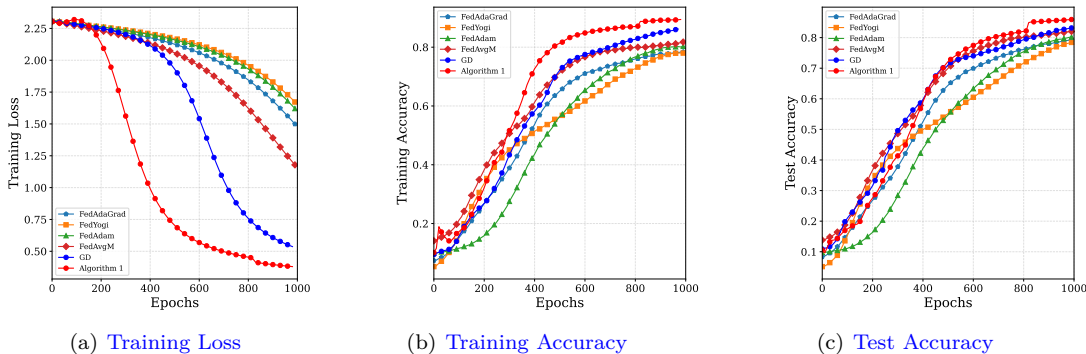 2.25
2.00
1.75
1.50
1.25
1.00
0.75
0.50
Training Loss
FedAdaGrad
FedYogi
FedAdam
FedAvgM
GD
Algorithm 1
0 200 400 600 800 1000
Epochs
(a) Training Loss
0.8
0.6
0.4
0.2
Training Accuracy
FedAdaGrad
FedYogi
FedAdam
FedAvgM
GD
Algorithm 1
0 200 400 600 800 1000
Epochs
(b) Training Accuracy
0.8
0.7
0.6
0.5
0.4
0.3
0.2
0.1
Test Accuracy
FedAdaGrad
FedYogi
FedAdam
FedAvgM
GD
Algorithm 1
0 200 400 600 800 1000
Epochs
(c) Test Accuracy